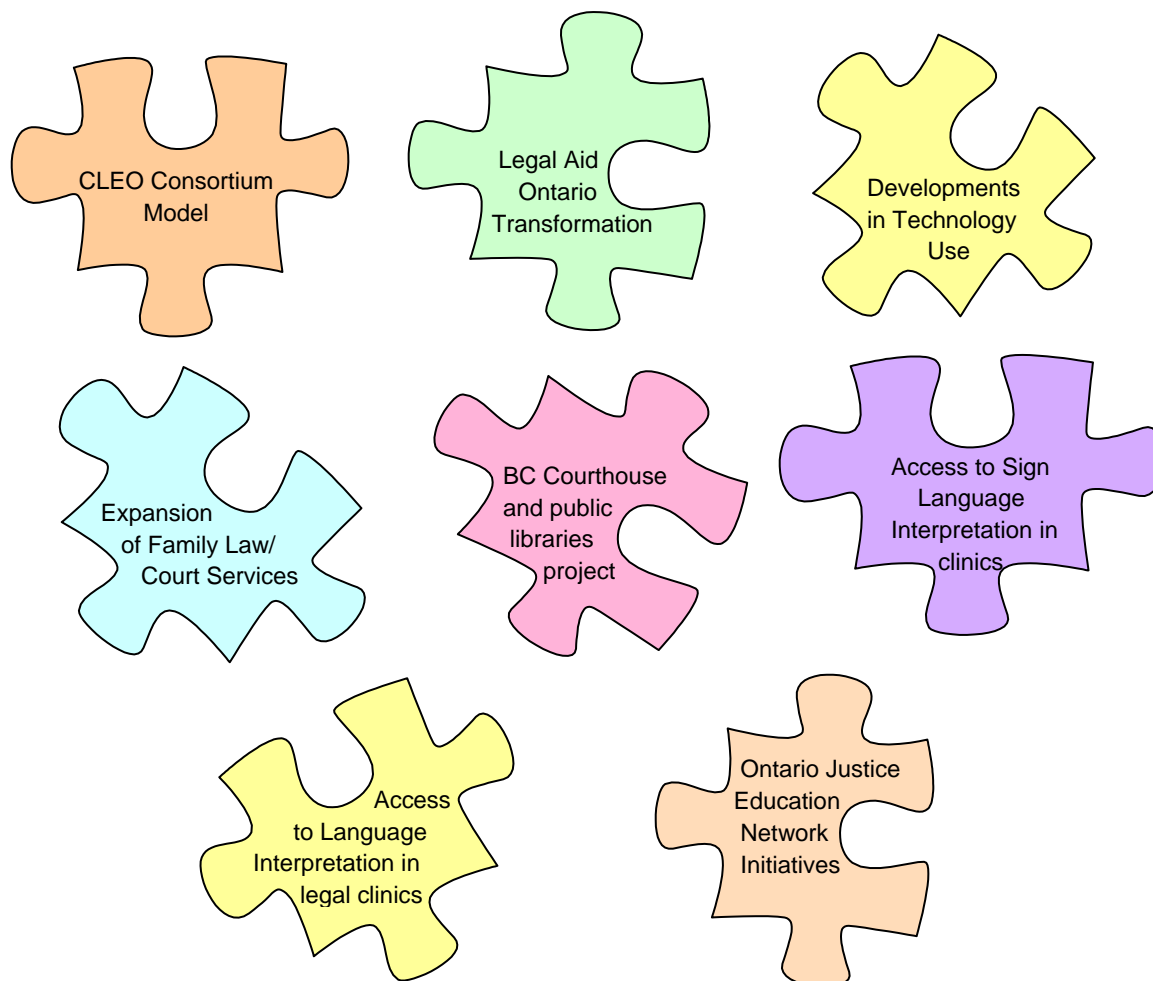 CLEO Consortium
Model
Legal Aid
Ontario
Transformation
Developments
in Technology
Use
Expansion
of Family Law/
Court Services
BC Courthouse
and public
libraries
project
Access to Sign
Language
Interpretation in
clinics
Access
to Language
Interpretation in
legal clinics
Ontario Justice
Education
Network
Initiatives